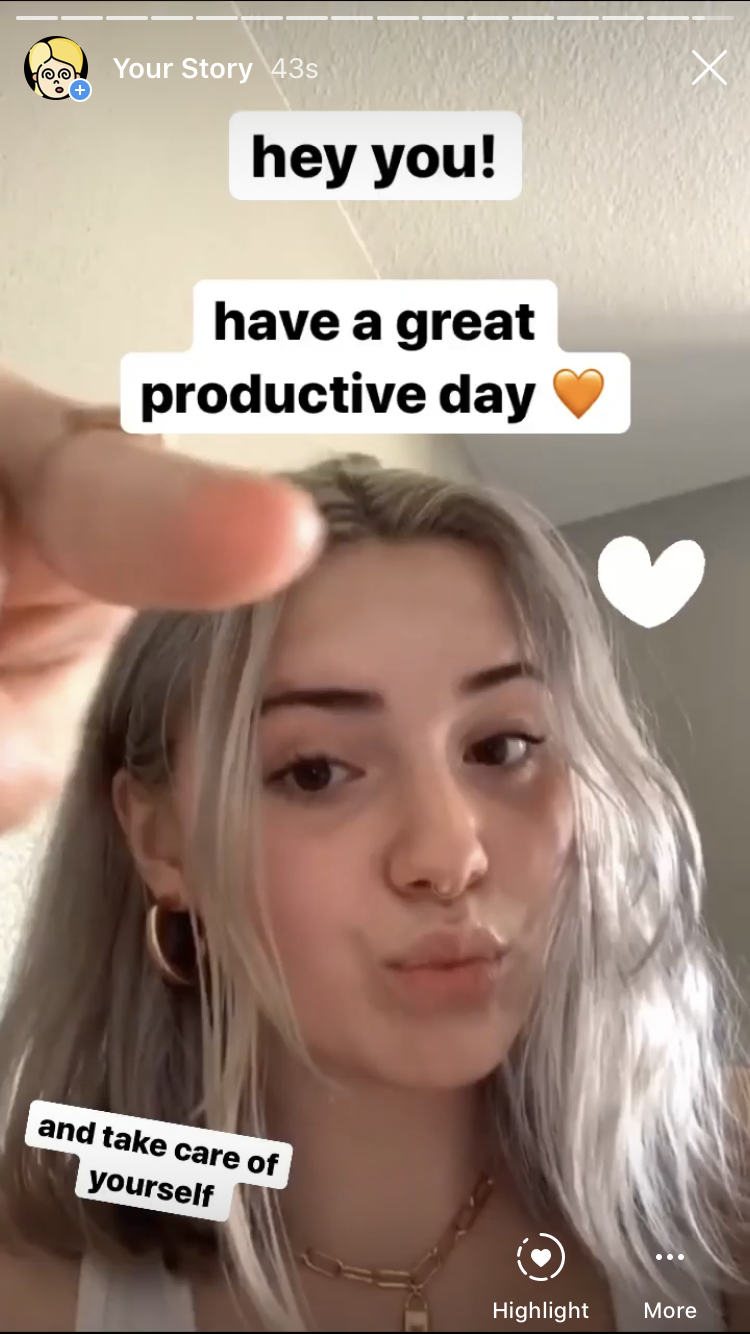 Your Story 43s
hey you!
have a great
productive day 🧡
and take care of
yourself
Highlight
More